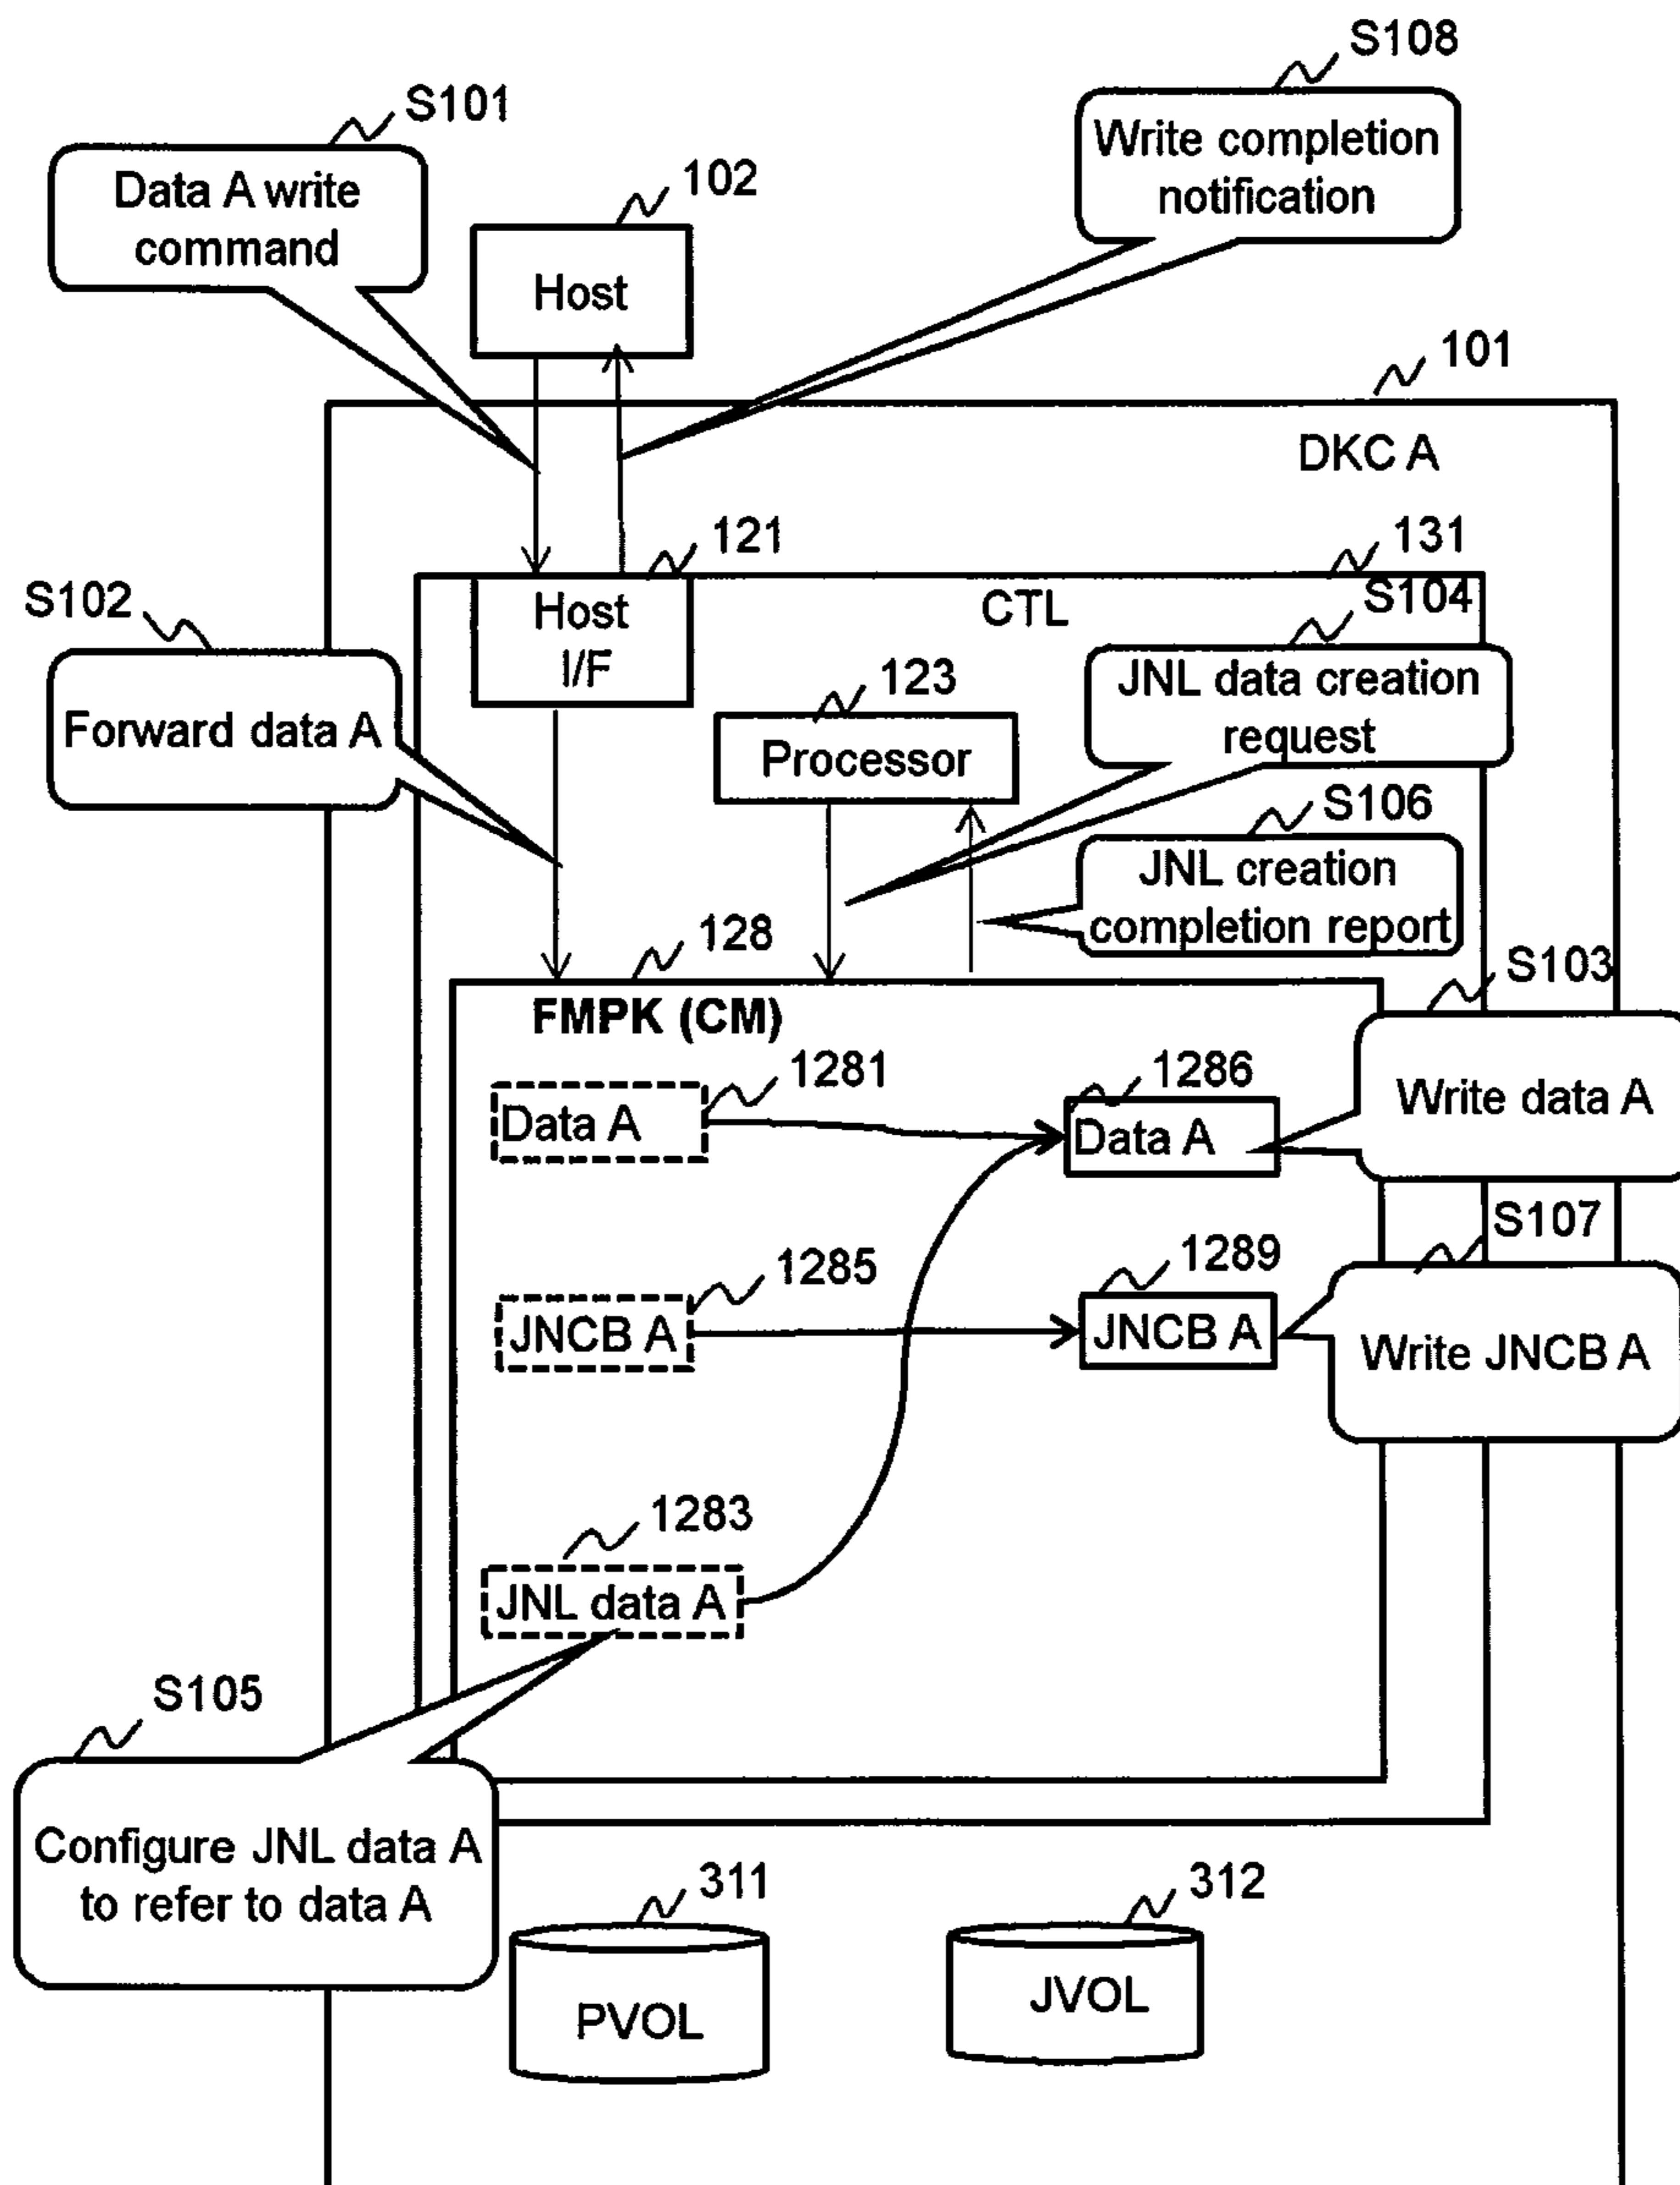 S108
S101
Write completion
notification
Data A write
command
102
Host
101
DKC A
121
131
S102
Host
I/F
CTL
S104
123
JNL data creation
request
Forward data A
Processor
S106
JNL creation
completion report
128
S103
FMPK (CM)
1281
1286
Data A
Data A
Write data A
S107
1285
1289
JNCB A
JNCB A
Write JNCB A
1283
JNL data A
S105
Configure JNL data A
to refer to data A
311
312
PVOL
JVOL